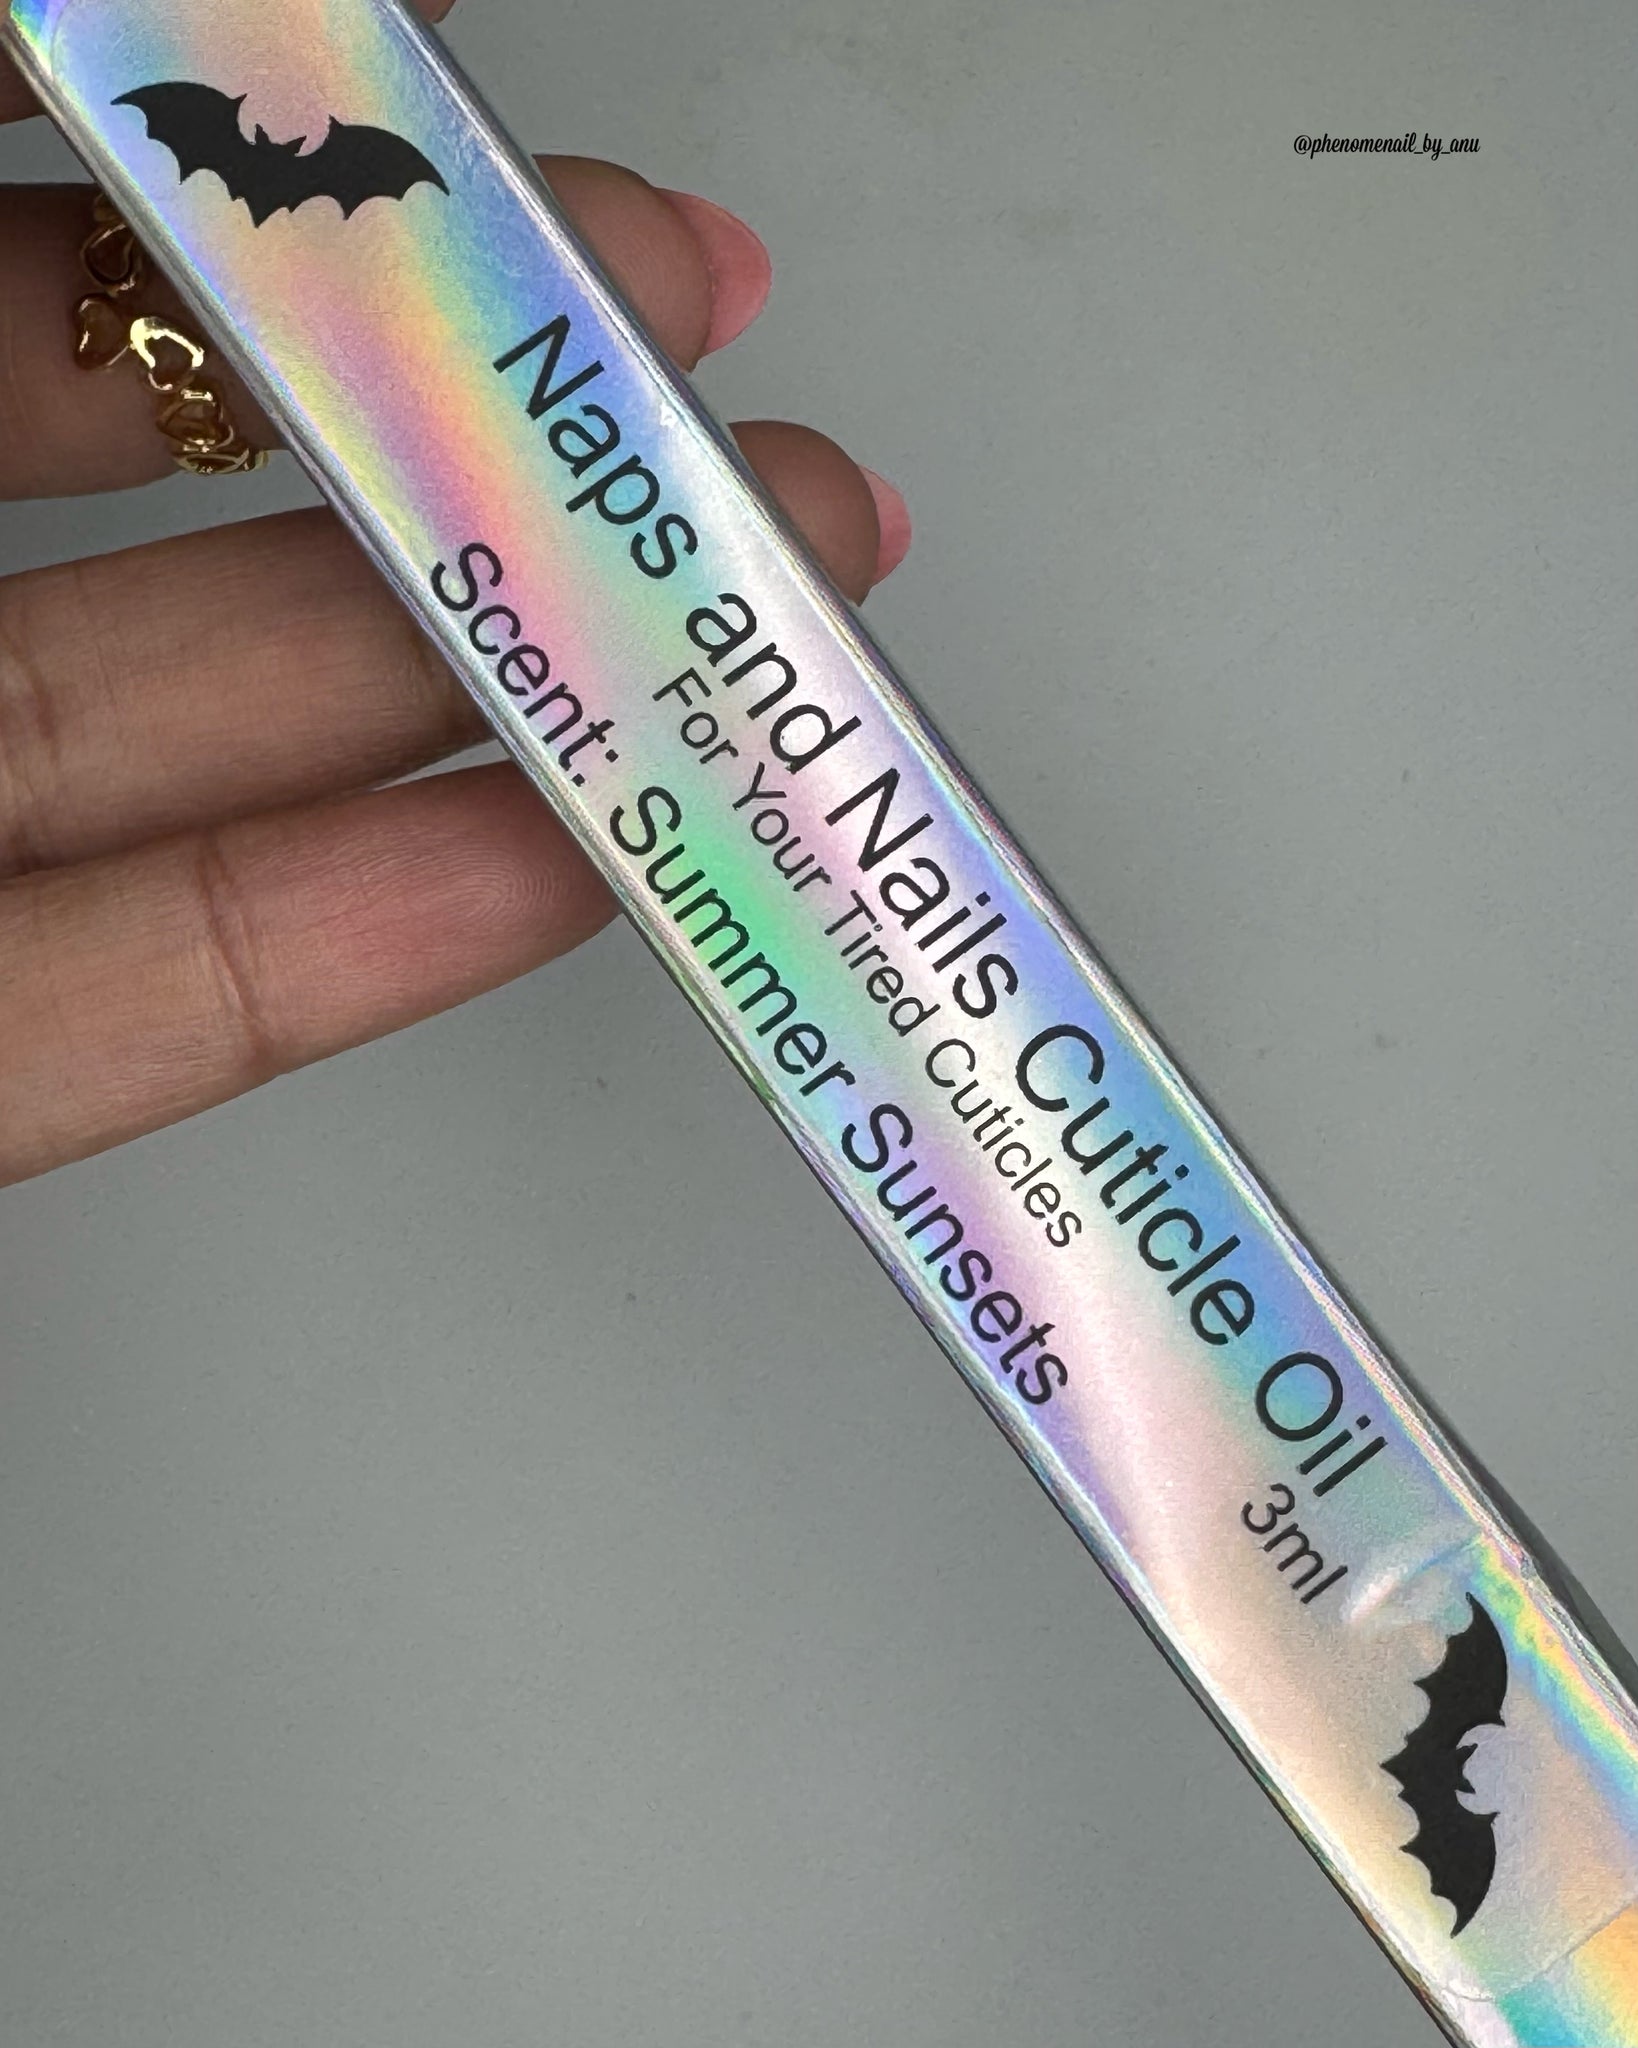 @phenomenail_by_anu
Naps and Nails Cuticle Oil
For Your Tired Cuticles
3ml
Scent: Summer Sunsets